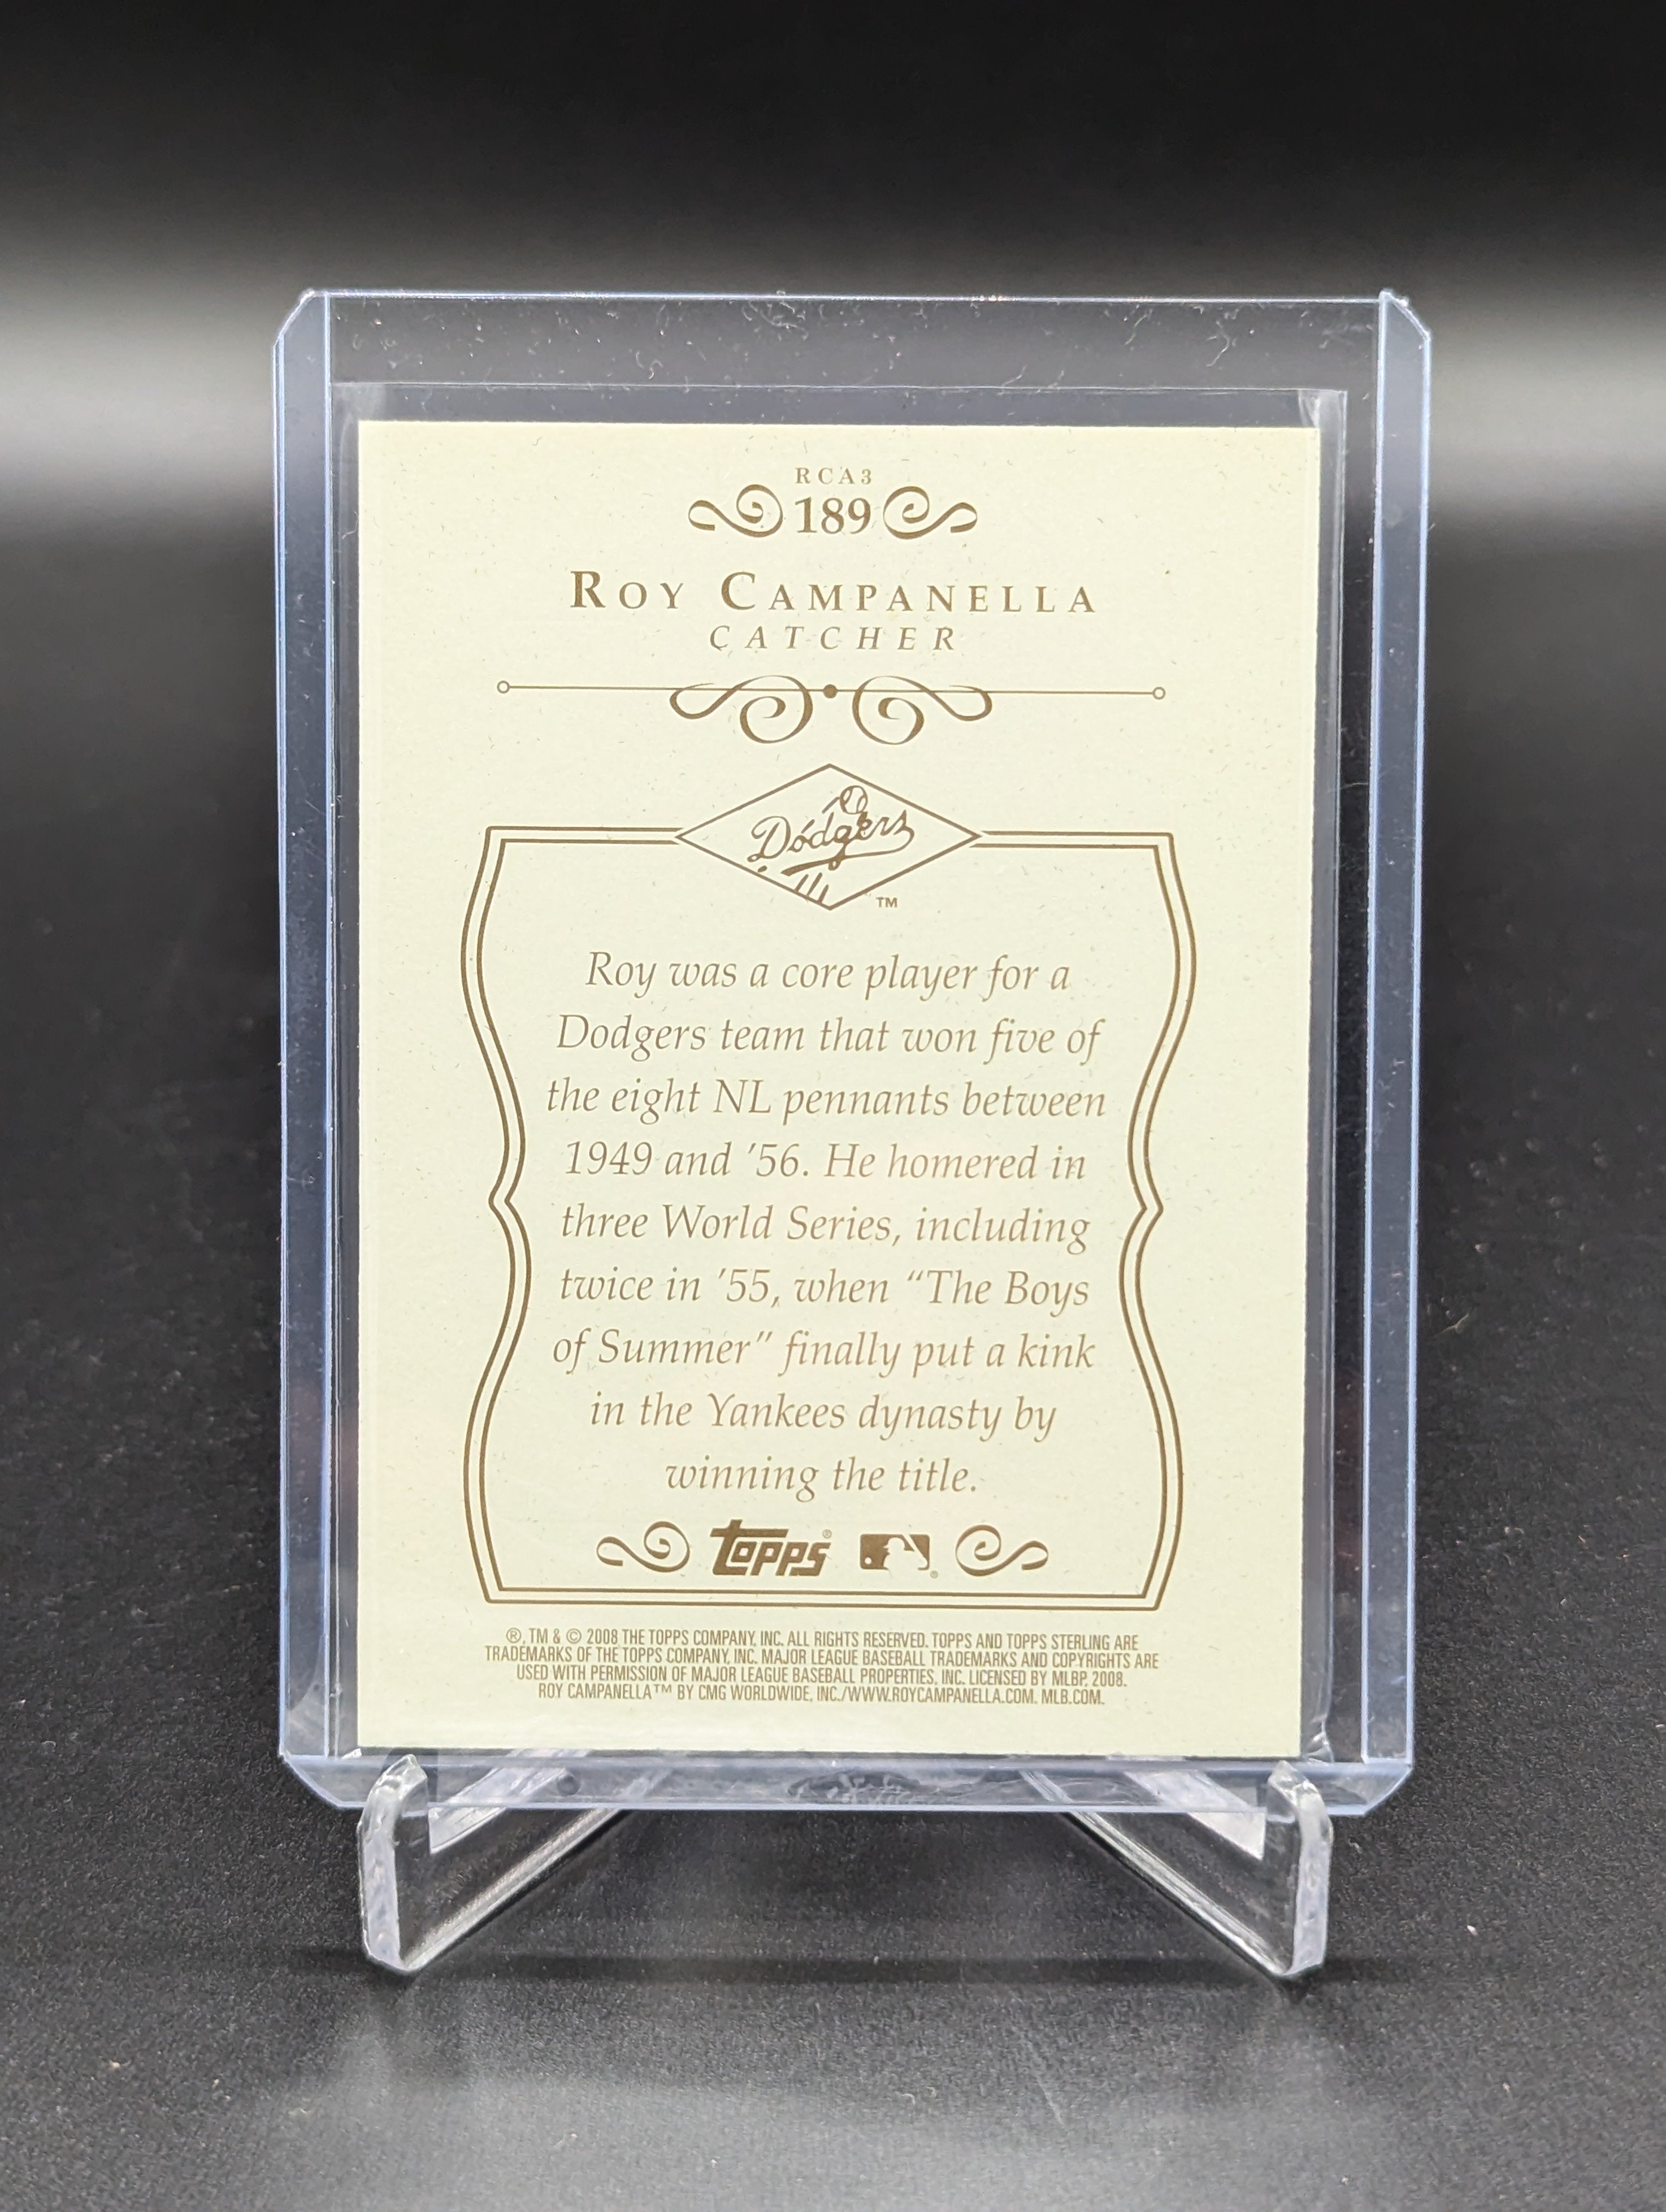 RCA3
189
ROY CAMPANELLA
CATCHER
Dodgers
TM
Roy was a core player for a
Dodgers team that won five of
the eight NL pennants between
1949 and '56. He homered in
three World Series, including
twice in '55, when “The Boys
of Summer” finally put a kink
in the Yankees dynasty by
winning the title.
topps®
®, TM & © 2008 THE TOPPS COMPANY, INC. ALL RIGHTS RESERVED. TOPPS AND TOPPS STERLING ARE
TRADEMARKS OF THE TOPPS COMPANY, INC. MAJOR LEAGUE BASEBALL TRADEMARKS AND COPYRIGHTS ARE
USED WITH PERMISSION OF MAJOR LEAGUE BASEBALL PROPERTIES, INC. LICENSED BY MLBP, 2008.
ROY CAMPANELLA™ BY CMG WORLDWIDE, INC./WWW.ROYCAMPANELLA.COM. MLB.COM.